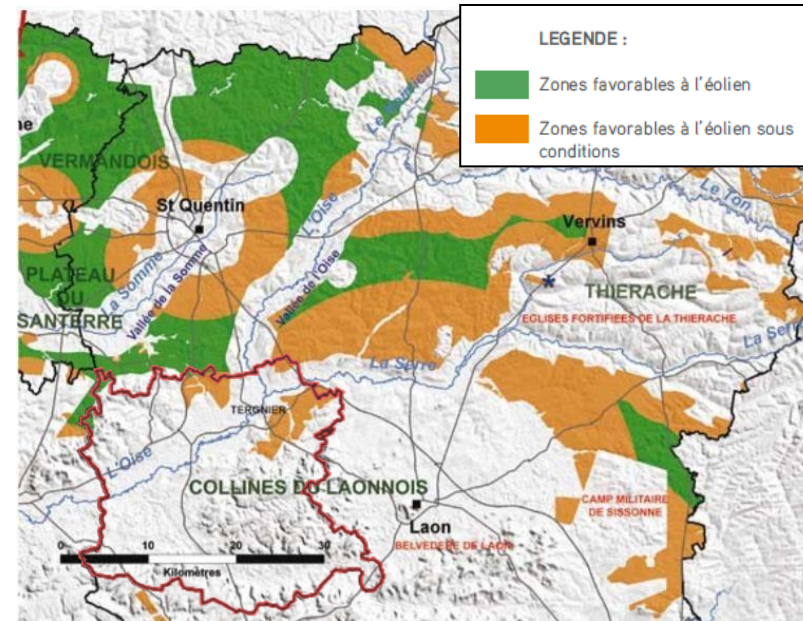 LEGENDE :
Zones favorables à l'éolien
Zones favorables à l'éolien sous
conditions
ne
VERMANDOIS
St Quentin
L'Oise
Le Ton
Vervins
La Somme
Vallée de la Somme
Vallée de l'Oise
PLATEAU
DU
SANTERRE
THIERACHE
EGLISES FORTIFIEES DE LA THIERACHE
La Serre
TERGNIER
L'Oise
COLLINES DU LAONNOIS
CAMP MILITAIRE
DE SISSONNE
Laon
BELVEDERE DE LAON
0 10 20 30
Kilomètres